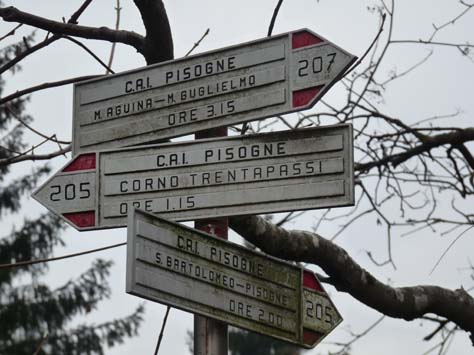 C.A.I. PISOGNE
M. AGUINA-M. GUGLIELMO
ORE 3.15
207
C.A.I. PISOGNE
CORNO TRENTAPASSI
ORE 1.15
205
C.A.I. PISOGNE
S. BARTOLOMEO-PISOGNE
ORE 2.00
205